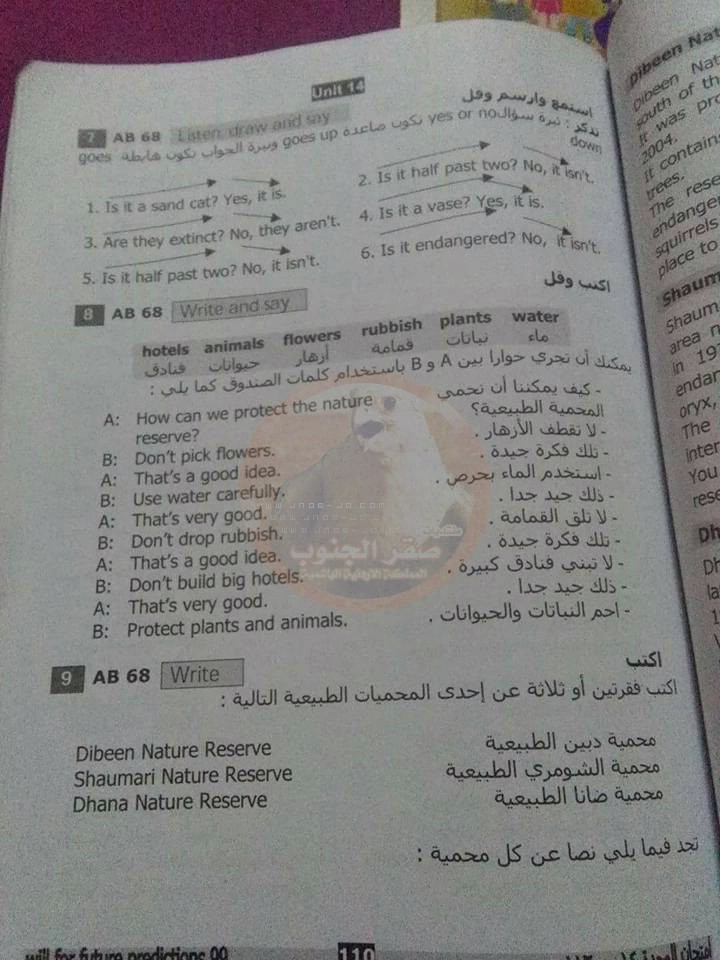 Unit 14
7 AB 68 Listen, draw and say استمع وارسم وقل
تذكر : نبرة سؤال yes or no تكون صاعدة goes up ونبرة الجواب تكون هابطة goes
down
1. Is it a sand cat? Yes, it is.
2. Is it half past two? No, it isn't.
3. Are they extinct? No, they aren't.
4. Is it a vase? Yes, it is.
5. Is it half past two? No, it isn't.
6. Is it endangered? No, it isn't.
8 AB 68 Write and say اكتب وقل
hotels animals flowers rubbish plants water
فنادق حيوانات أزهار قمامة نباتات ماء
يمكنك أن تجري حوارا بين A و B باستخدام كلمات الصندوق كما يلي :
A: How can we protect the nature - كيف يمكننا أن نحمي
reserve? المحمية الطبيعية؟
B: Don't pick flowers. - لا تقطف الأزهار .
A: That's a good idea. - تلك فكرة جيدة .
B: Use water carefully. - استخدم الماء بحرص .
A: That's very good. - ذلك جيد جدا .
B: Don't drop rubbish. - لا تلق القمامة .
A: That's a good idea. - تلك فكرة جيدة .
B: Don't build big hotels. - لا تبني فنادق كبيرة .
A: That's very good. - ذلك جيد جدا .
B: Protect plants and animals. - احم النباتات والحيوانات .
صقر الجنوب
المملكة الاردنية الهاشمية
9 AB 68 Write اكتب
اكتب فقرتين أو ثلاثة عن إحدى المحميات الطبيعية التالية :
Dibeen Nature Reserve محمية دبين الطبيعية
Shaumari Nature Reserve محمية الشومري الطبيعية
Dhana Nature Reserve محمية ضانا الطبيعية
تجد فيما يلي نصا عن كل محمية :
will for future predictions 110
Dibeen Nat
Dibeen Nat
south of th
It was pro
2004.
It contain
trees.
The rese
endanger
squirrels
place to
Shaum
Shaum
area n
in 19
endar
oryx,
The
inter
You
rese
Dh
Dh
la
1